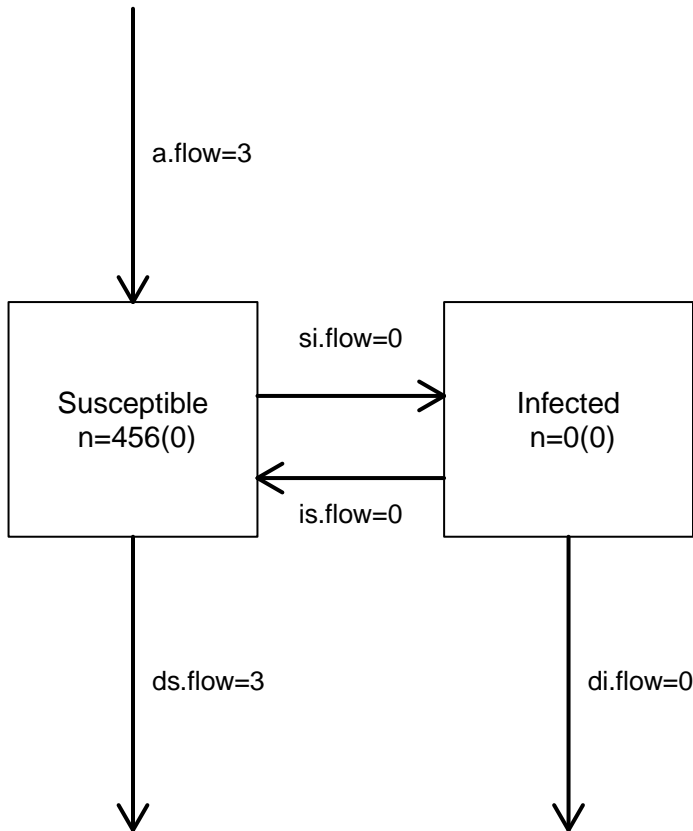 a.flow=3
si.flow=0
Susceptible
n=456(0)
Infected
n=0(0)
is.flow=0
ds.flow=3
di.flow=0